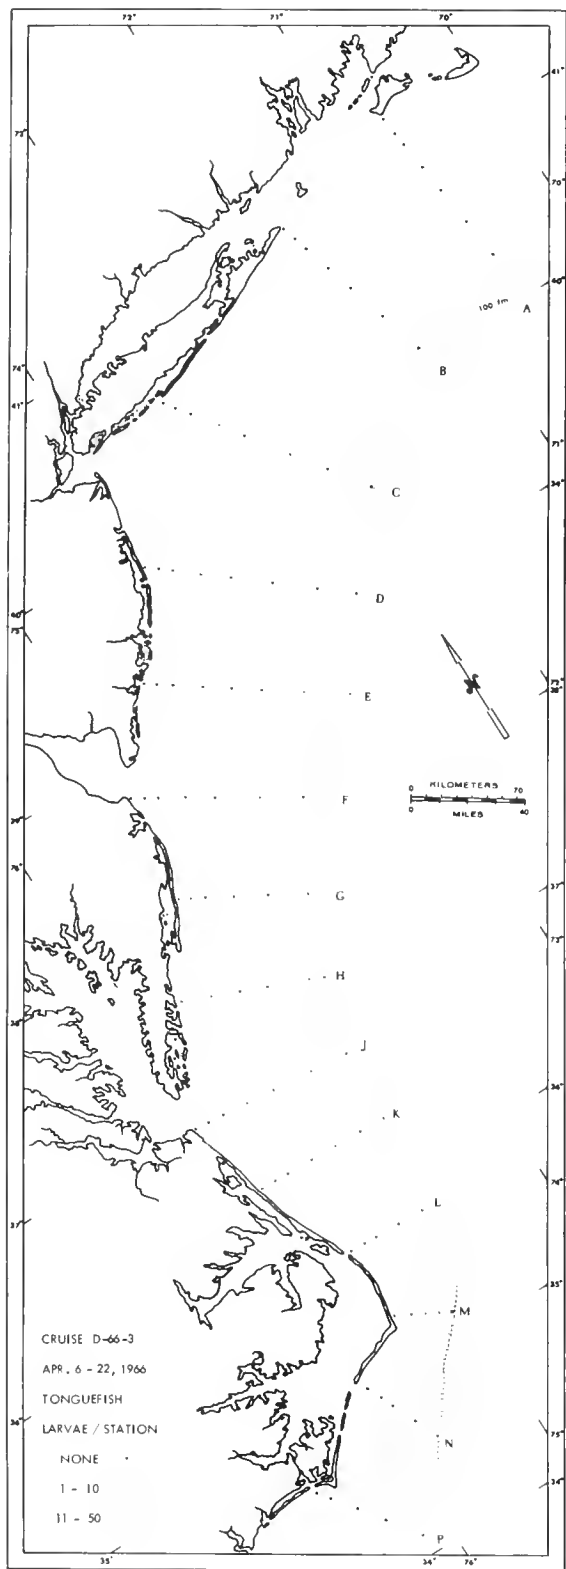 72° 71° 70°
41°
73°
70°
40°
100 fm
A
B
74°
41°
71°
39°
C
D
40°
75°
E
72°
38°
KILOMETERS
0 70
0 40
MILES
F
39°
76°
G
37°
73°
H
38°
J
36°
K
74°
L
37°
35°
M
CRUISE D-66-3
APR. 6 - 22, 1966
TONGUEFISH
LARVAE / STATION
NONE
1 - 10
11 - 50
36°
75°
N
34°
P
35° 34° 76°